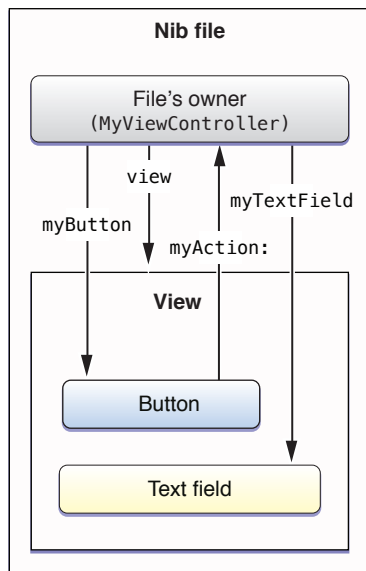 Nib file
File's owner
(MyViewController)
view
myTextField
myButton
myAction:
View
Button
Text field